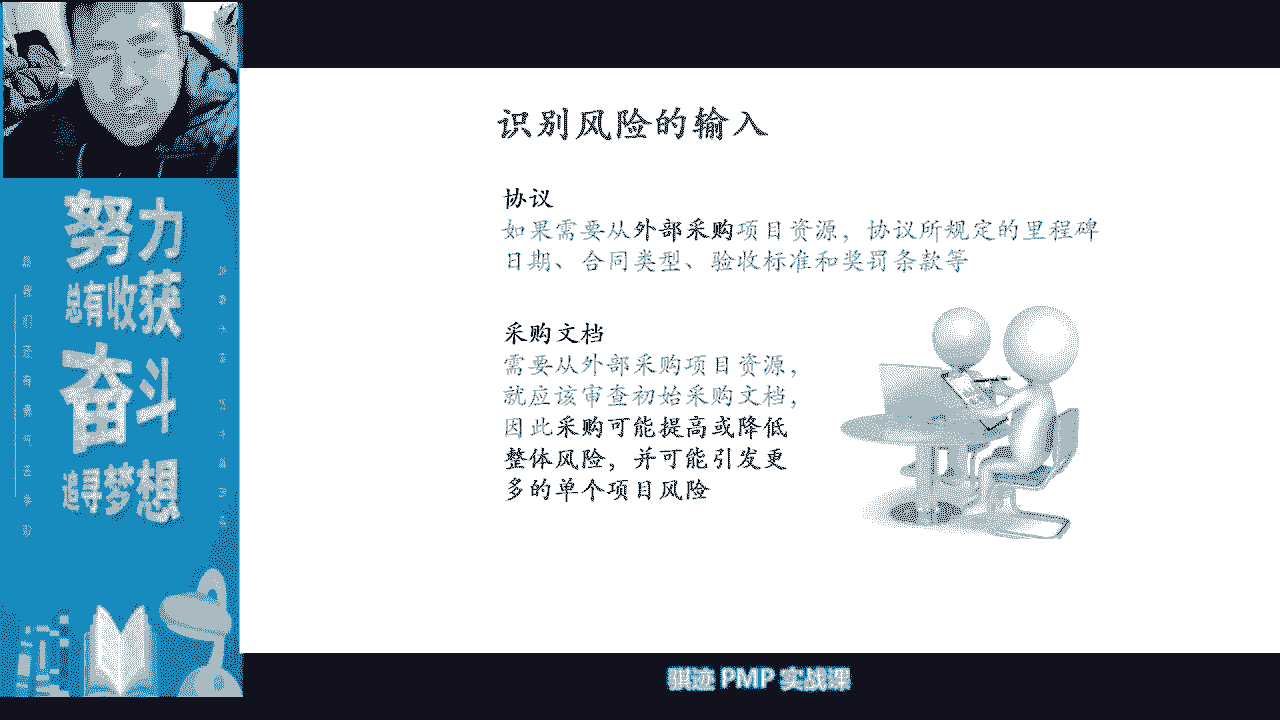 识别风险的输入
协议
如果需要从外部采购项目资源，协议所规定的里程碑
日期、合同类型、验收标准和奖罚条款等
采购文档
需要从外部采购项目资源，
就应该审查初始采购文档，
因此采购可能提高或降低
整体风险，并可能引发更
多的单个项目风险
努力
总有收获
奋斗
追寻梦想
骐迹 PMP 实战课